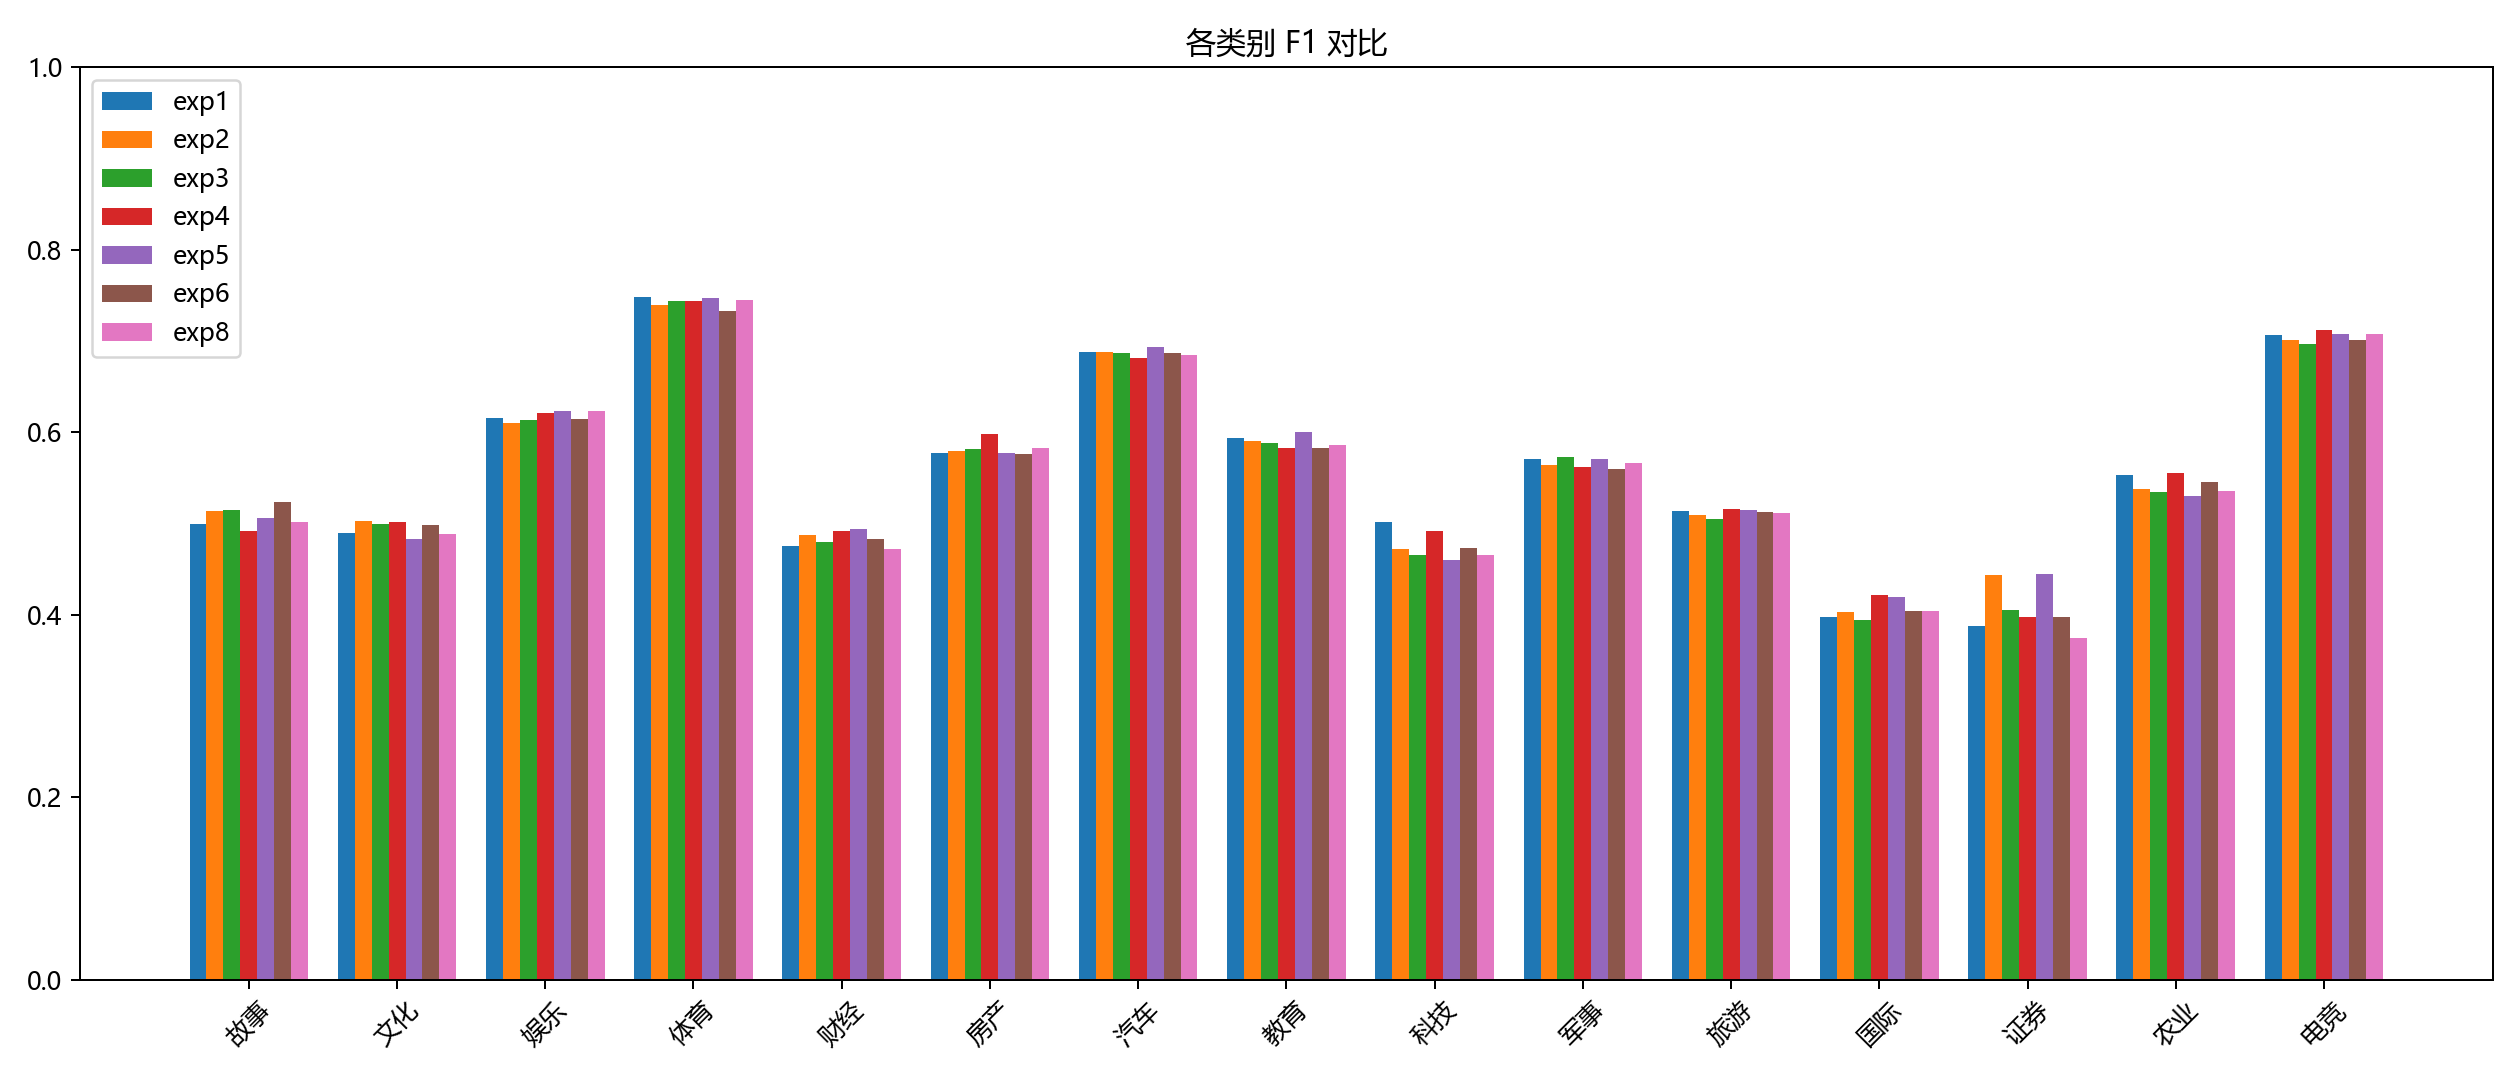 各类别 F1 对比
1.0
0.8
0.6
0.4
0.2
0.0
exp1
exp2
exp3
exp4
exp5
exp6
exp8
故事
文化
娱乐
体育
财经
房产
汽车
教育
科技
军事
旅游
国际
证券
农业
电竞